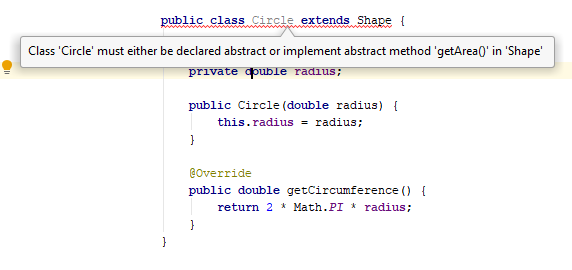 public class Circle extends Shape {
Class 'Circle' must either be declared abstract or implement abstract method 'getArea()' in 'Shape'
private double radius;
public Circle(double radius) {
this.radius = radius;
}
@Override
public double getCircumference() {
return 2 * Math.PI * radius;
}
}